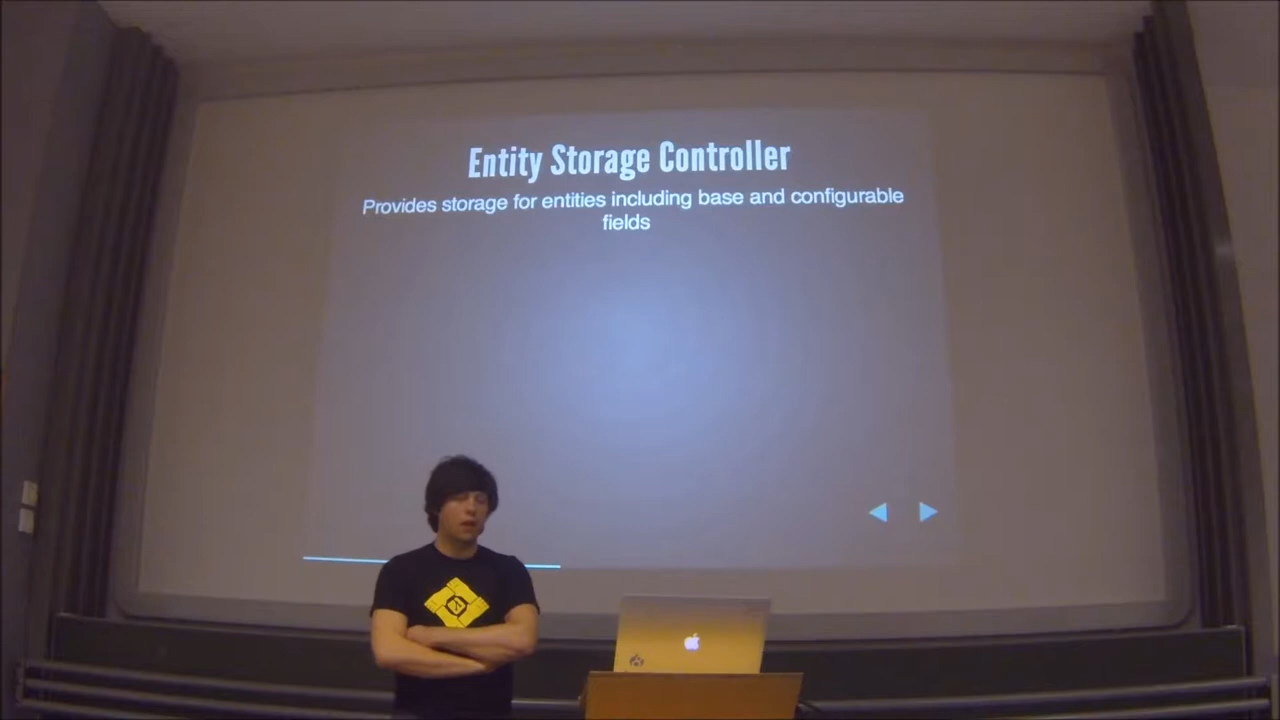 Entity Storage Controller
Provides storage for entities including base and configurable
fields